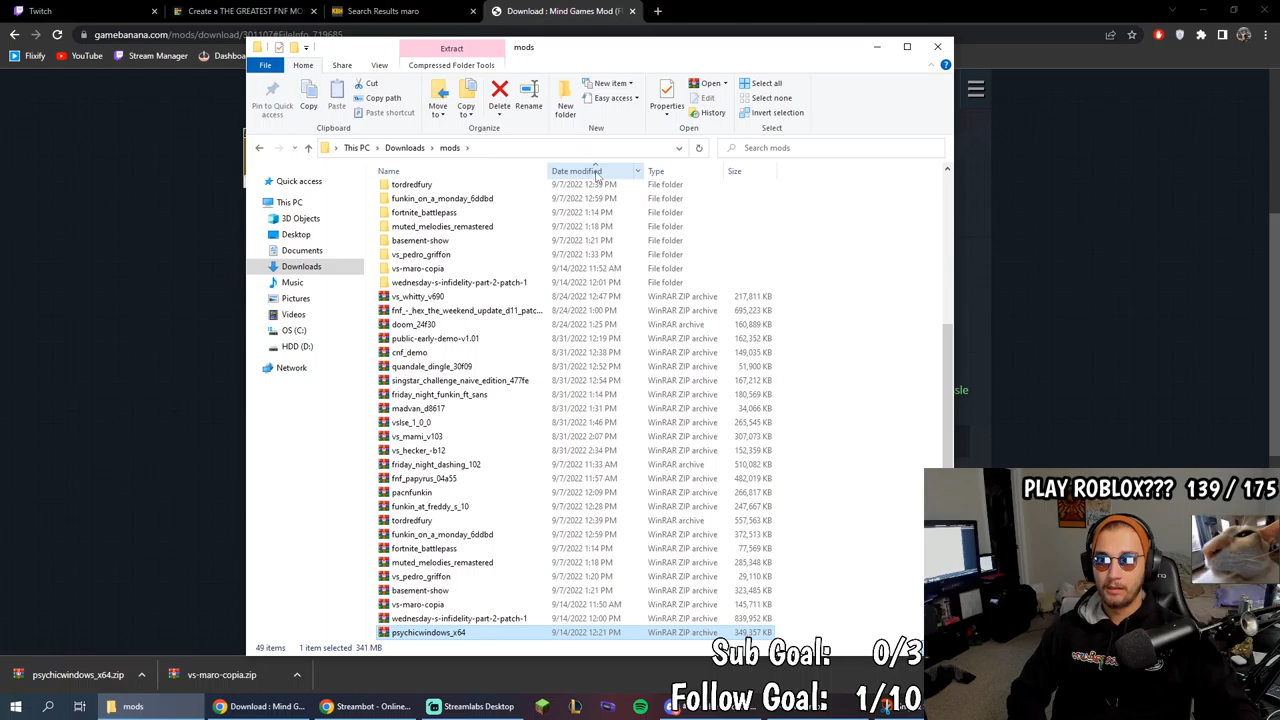 Twitch
Create a THE GREATEST FNF MOD
Searching for maro
Download : Mind G
gamebanana.com/mods/download/
Flixify
YouTube
Stream Manager
Extract
mods
File
Home
Share
View
Compressed Folder Tools
Pin to Quick access
Copy
Paste
Cut
Copy path
Paste shortcut
Clipboard
Move to
Copy to
Delete
Rename
Organize
New folder
New item
Easy access
New
Properties
Open
Edit
History
Open
Select all
Select none
Invert selection
Select
This PC > Downloads > mods >
Search mods
Name Date modified Type Size
Quick access
This PC
3D Objects
Desktop
Documents
Downloads
Music
Pictures
Videos
OS (C:)
HDD (D:)
Network
tordredfury 9/7/2022 12:39 PM File folder
funkin_on_a_monday_6ddbd 9/7/2022 12:59 PM File folder
fortnite_battlepass 9/7/2022 1:14 PM File folder
muted_melodies_remastered 9/7/2022 1:18 PM File folder
basement-show 9/7/2022 1:21 PM File folder
vs_pedro_griffon 9/7/2022 1:33 PM File folder
vs-maro-copia 9/14/2022 11:52 AM File folder
wednesday-s-infidelity-part-2-patch-1 9/14/2022 12:01 PM File folder
vs_whitty_v690 8/24/2022 12:47 PM WinRAR ZIP archive 217,811 KB
fnf_-_hex_the_weekend_update_d11_patc... 8/24/2022 1:00 PM WinRAR ZIP archive 695,223 KB
doom_24f30 8/24/2022 1:25 PM WinRAR archive 160,889 KB
public-early-demo-v1.01 8/31/2022 12:19 PM WinRAR ZIP archive 162,352 KB
cnf_demo 8/31/2022 12:38 PM WinRAR ZIP archive 149,035 KB
quandale_dingle_30f09 8/31/2022 12:52 PM WinRAR ZIP archive 51,900 KB
singstar_challenge_naive_edition_477fe 8/31/2022 12:54 PM WinRAR ZIP archive 167,212 KB
friday_night_funkin_ft_sans 8/31/2022 1:14 PM WinRAR ZIP archive 180,569 KB
madvan_d8617 8/31/2022 1:31 PM WinRAR ZIP archive 34,066 KB
vslse_1_0_0 8/31/2022 1:46 PM WinRAR ZIP archive 265,545 KB
vs_mami_v103 8/31/2022 2:07 PM WinRAR ZIP archive 307,073 KB
vs_hecker_-b12 8/31/2022 2:34 PM WinRAR ZIP archive 152,359 KB
friday_night_dashing_102 9/7/2022 11:33 AM WinRAR archive 510,082 KB
fnf_papyrus_04a55 9/7/2022 11:57 AM WinRAR ZIP archive 482,019 KB
pacnfunkin 9/7/2022 12:09 PM WinRAR ZIP archive 266,817 KB
funkin_at_freddy_s_10 9/7/2022 12:28 PM WinRAR ZIP archive 247,667 KB
tordredfury 9/7/2022 12:39 PM WinRAR archive 557,563 KB
funkin_on_a_monday_6ddbd 9/7/2022 12:59 PM WinRAR ZIP archive 372,513 KB
fortnite_battlepass 9/7/2022 1:14 PM WinRAR ZIP archive 77,569 KB
muted_melodies_remastered 9/7/2022 1:18 PM WinRAR ZIP archive 285,348 KB
vs_pedro_griffon 9/7/2022 1:20 PM WinRAR ZIP archive 29,110 KB
basement-show 9/7/2022 1:21 PM WinRAR ZIP archive 323,485 KB
vs-maro-copia 9/14/2022 11:50 AM WinRAR ZIP archive 145,711 KB
wednesday-s-infidelity-part-2-patch-1 9/14/2022 12:00 PM WinRAR ZIP archive 839,952 KB
psychicwindows_x64 9/14/2022 12:21 PM WinRAR ZIP archive 349,357 KB
49 items 1 item selected 341 MB
PLAY ROBLOX??? 139 / 175
Sub Goal: 0/3
Follow Goal: 1/10
psychicwindows_x64.zip
vs-maro-copia.zip
mods
Download : Mind G...
Streambot - Online...
Streamlabs Desktop